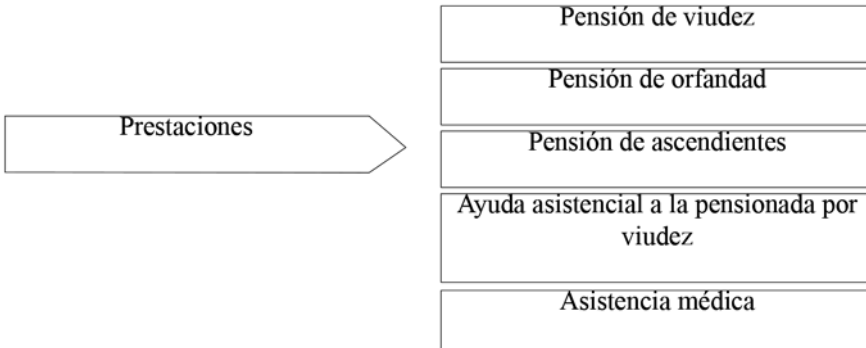 Prestaciones
Pensión de viudez
Pensión de orfandad
Pensión de ascendientes
Ayuda asistencial a la pensionada por
viudez
Asistencia médica